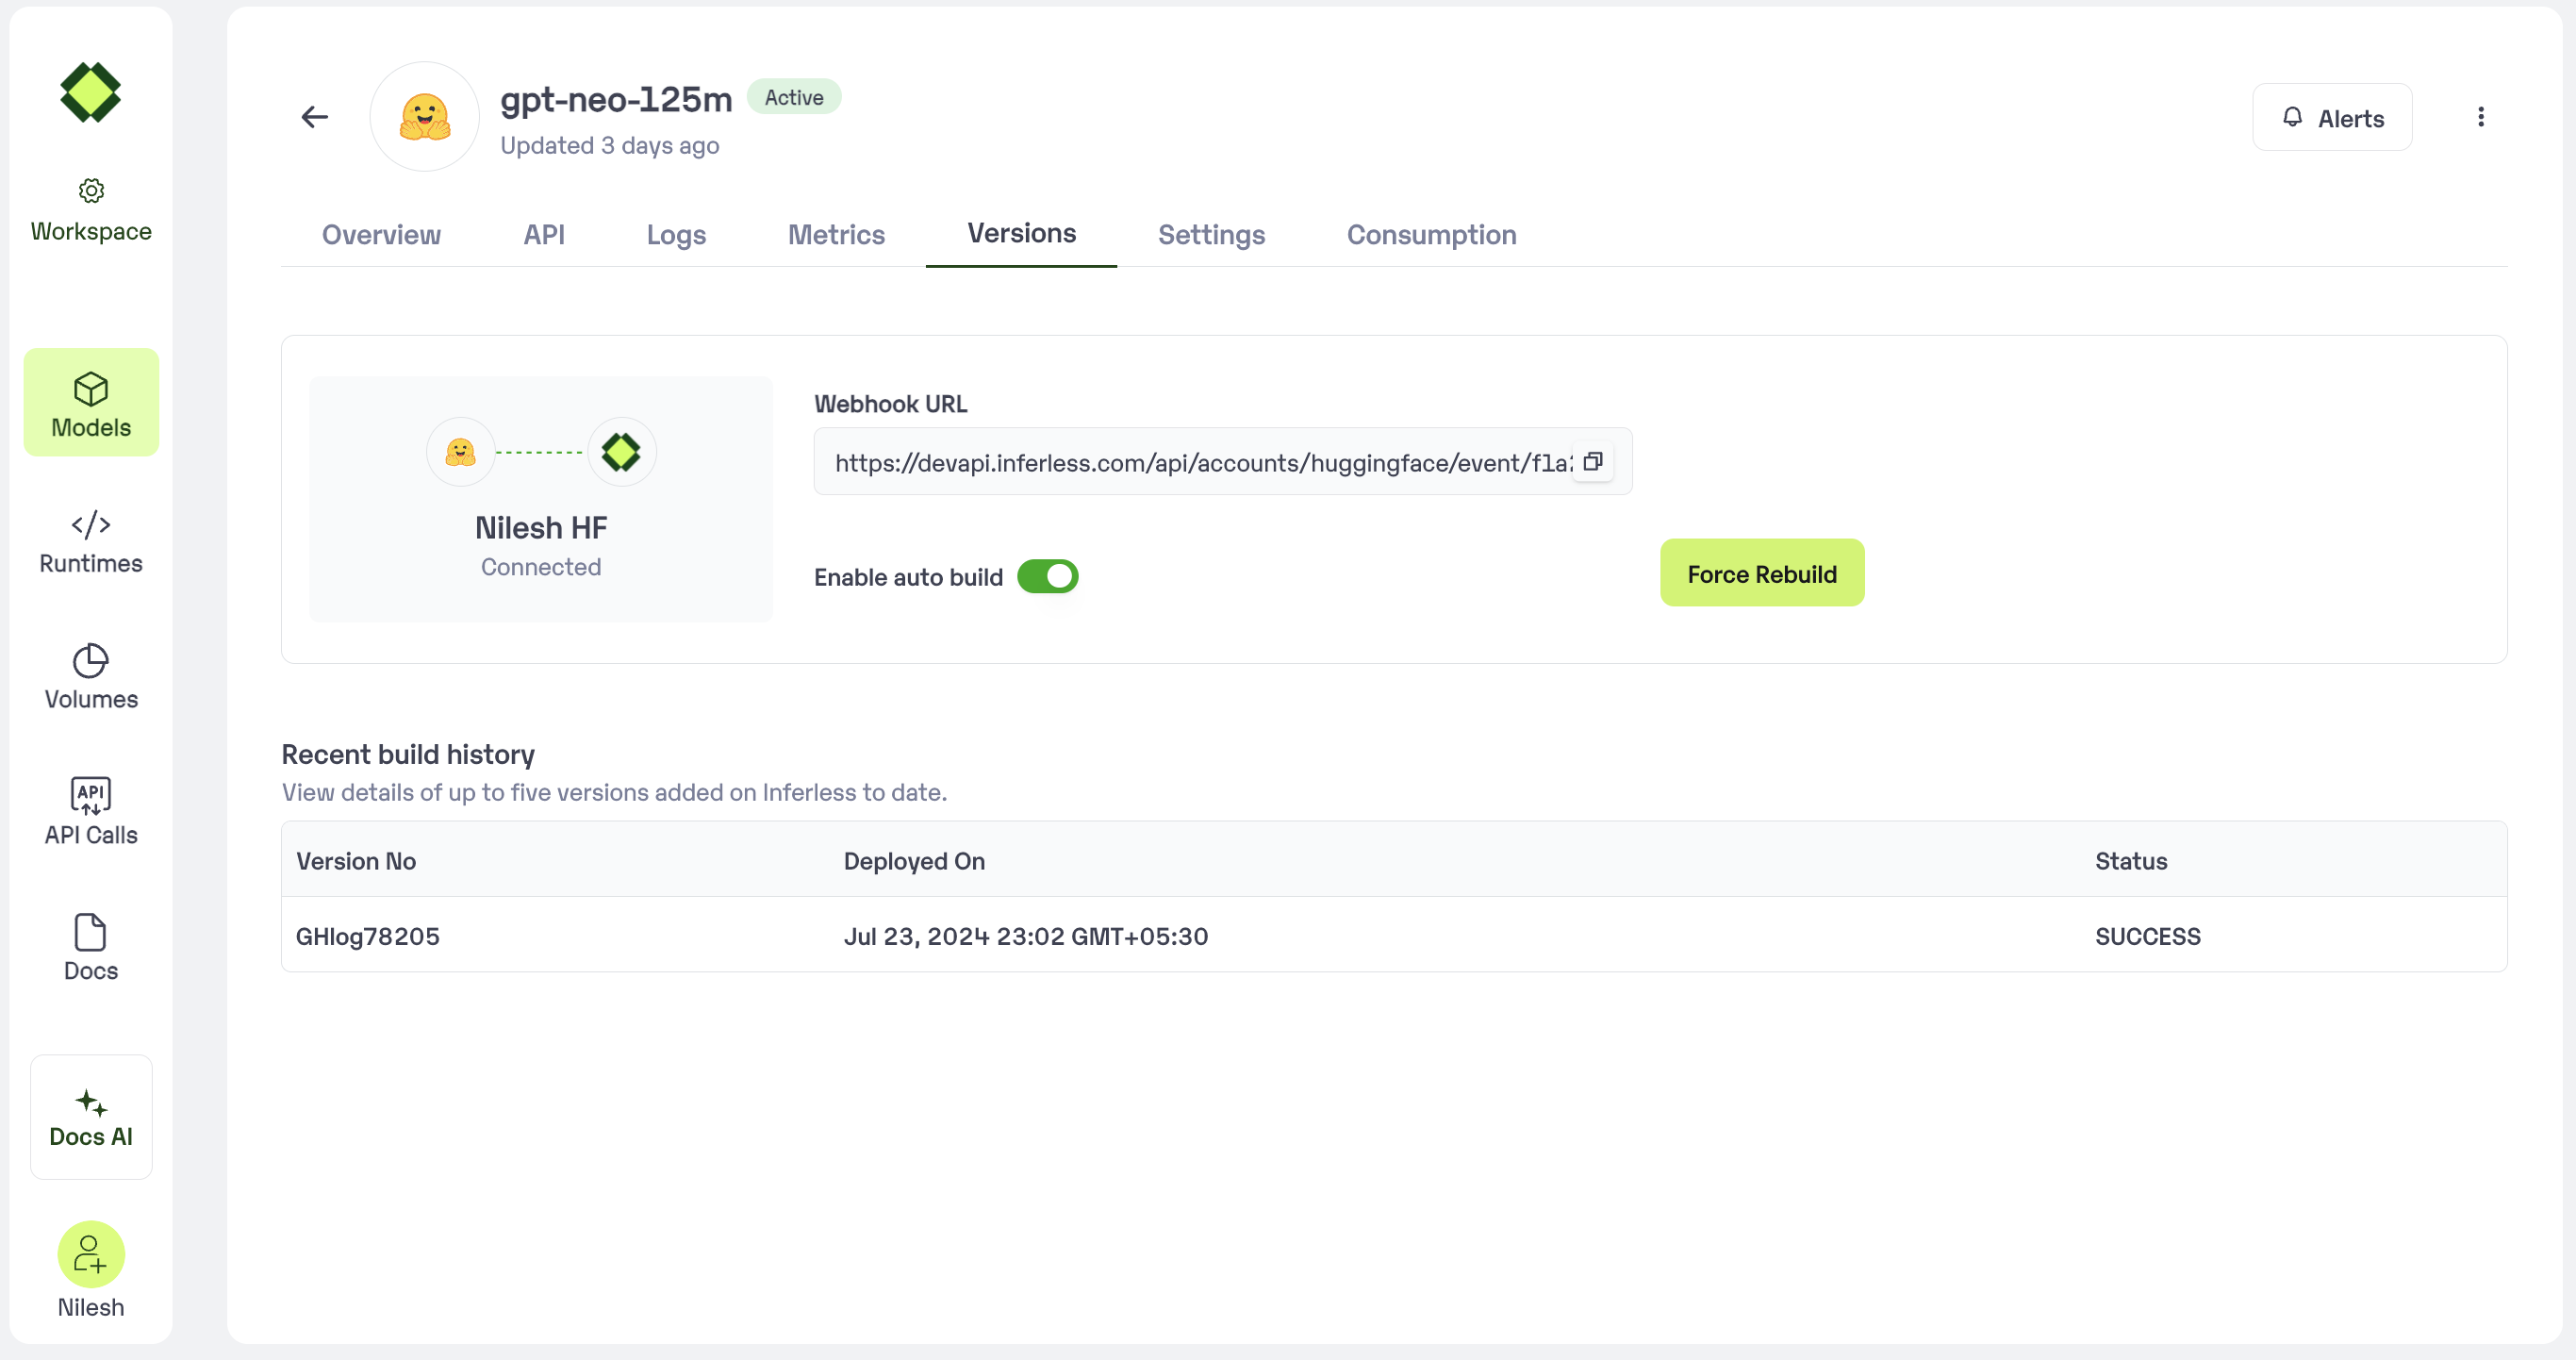 Workspace
Models
Runtimes
Volumes
API
API Calls
Docs
Docs AI
Nilesh
gpt-neo-125m
Active
Updated 3 days ago
Alerts
Overview
API
Logs
Metrics
Versions
Settings
Consumption
Nilesh HF
Connected
Webhook URL
https://devapi.inferless.com/api/accounts/huggingface/event/f1a
Enable auto build
Force Rebuild
Recent build history
View details of up to five versions added on Inferless to date.
Version No Deployed On Status
GHlog78205 Jul 23, 2024 23:02 GMT+05:30 SUCCESS